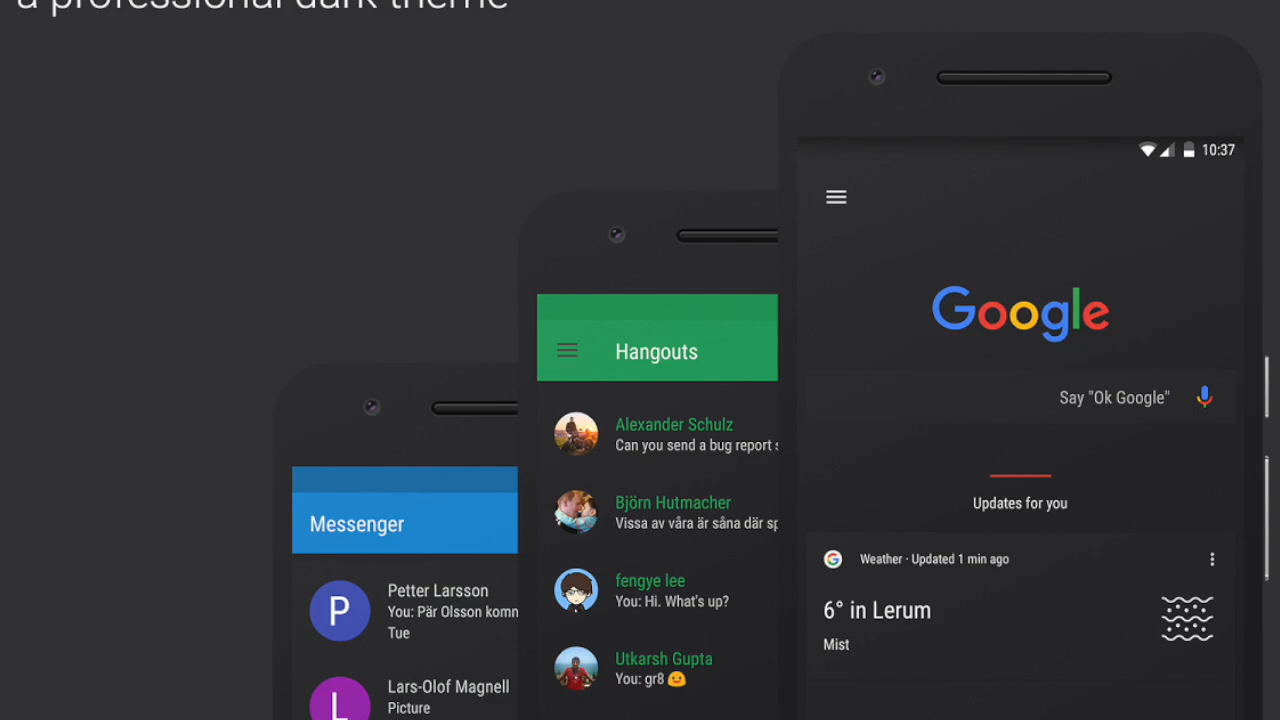 a professional dark theme
10:37
Google
Say "Ok Google"
Updates for you
Weather · Updated 1 min ago
6° in Lerum
Mist
Hangouts
Alexander Schulz
Can you send a bug report s
Björn Hutmacher
Vissa av våra är såna där sp
fengye lee
You: Hi. What's up?
Utkarsh Gupta
You: gr8
Messenger
P
Petter Larsson
You: Pär Olsson komm
Tue
L
Lars-Olof Magnell
Picture